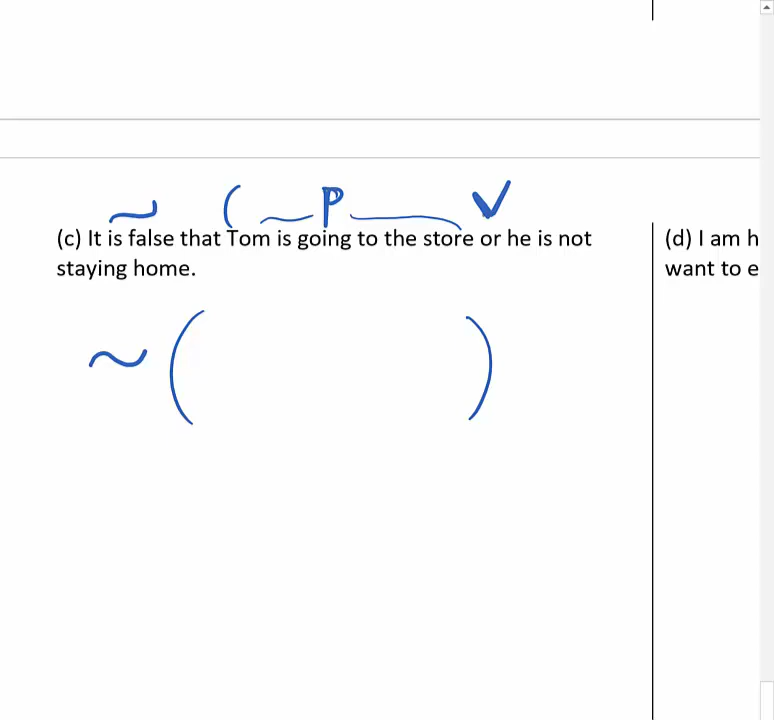 ~ ( P V
(c) It is false that Tom is going to the store or he is not
staying home.
(d) I am h
want to e
~ ( )